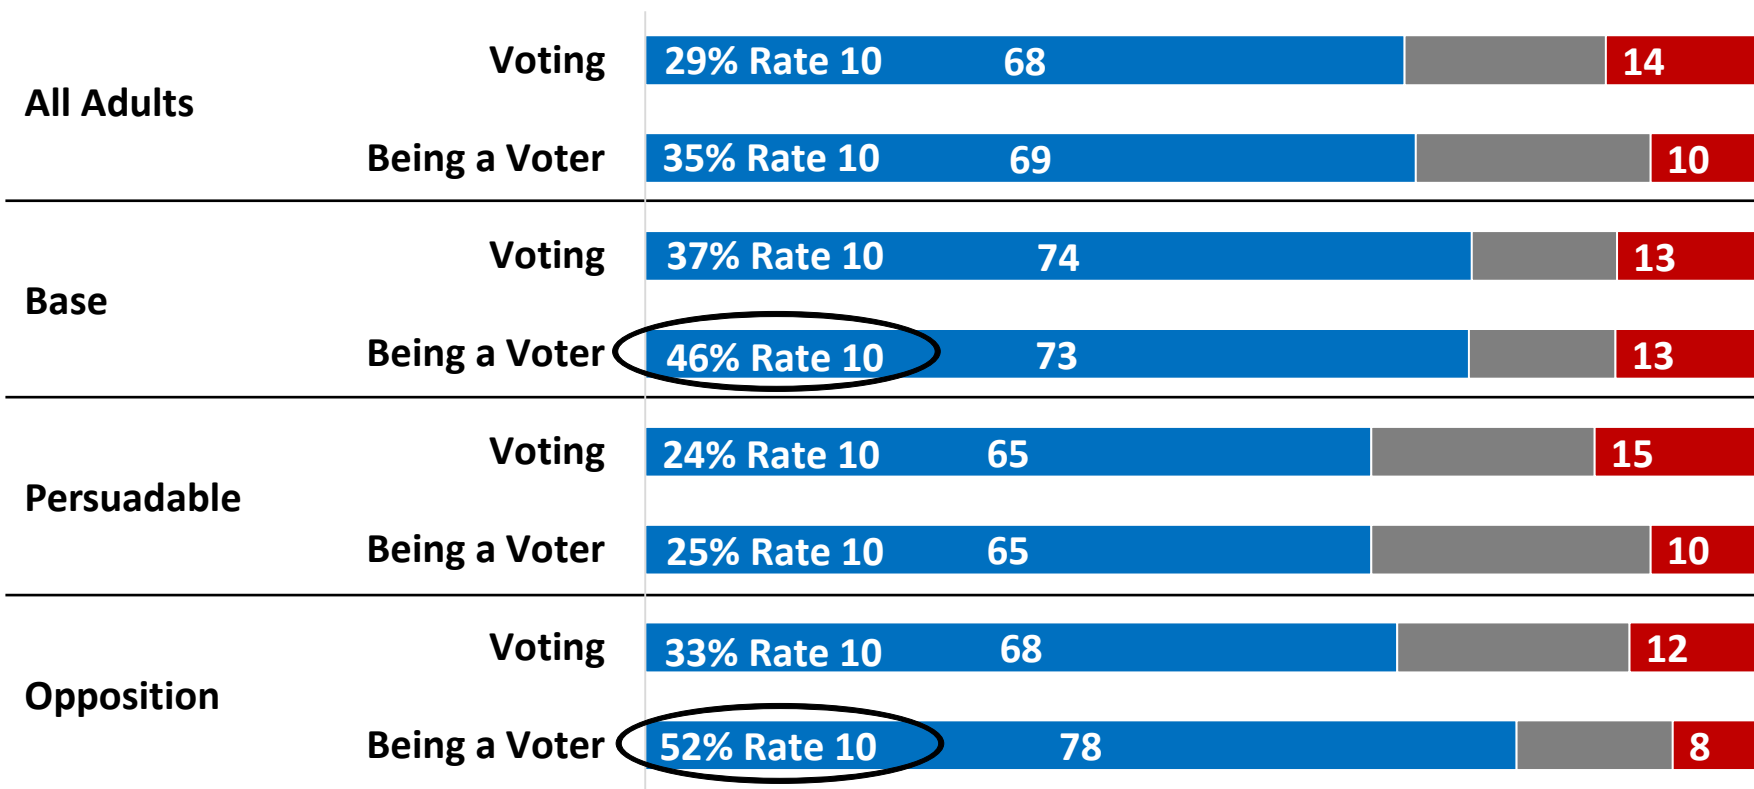 All Adults
Voting 29% Rate 10 68 14
Being a Voter 35% Rate 10 69 10
Base
Voting 37% Rate 10 74 13
Being a Voter 46% Rate 10 73 13
Persuadable
Voting 24% Rate 10 65 15
Being a Voter 25% Rate 10 65 10
Opposition
Voting 33% Rate 10 68 12
Being a Voter 52% Rate 10 78 8